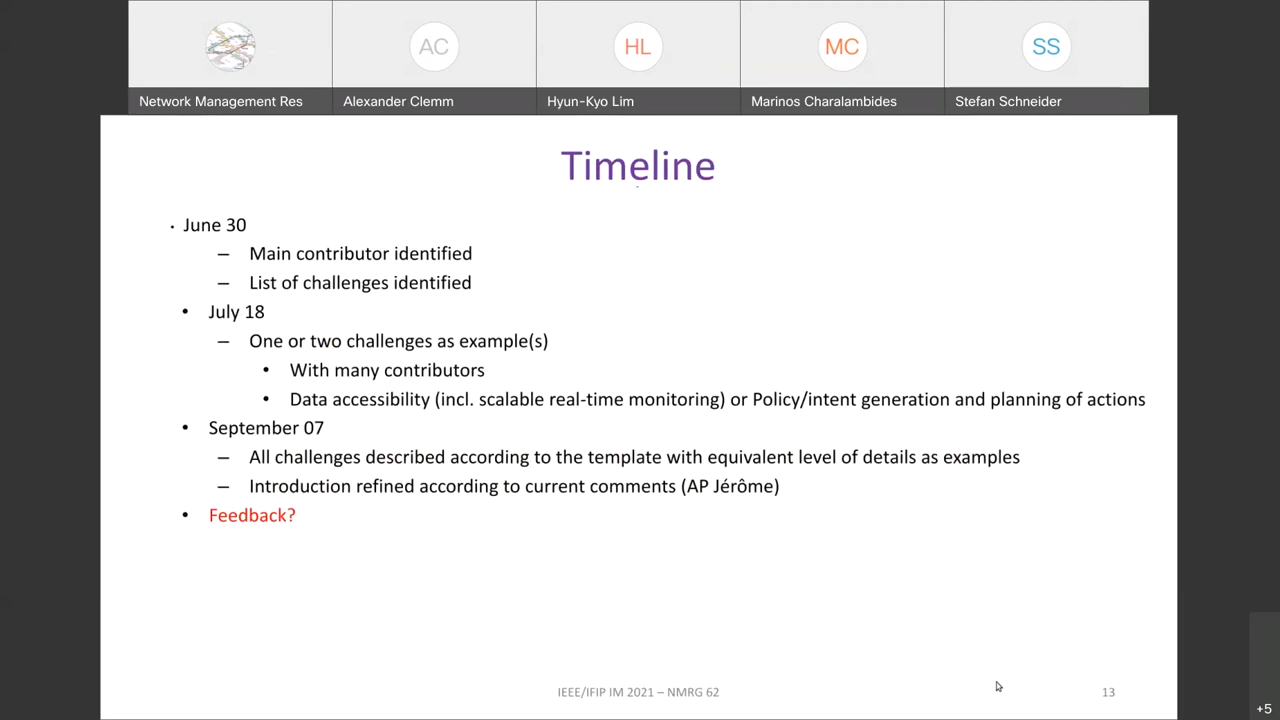 AC
HL
MC
SS
Network Management Res
Alexander Clemm
Hyun-Kyo Lim
Marinos Charalambides
Stefan Schneider
Timeline
• June 30
– Main contributor identified
– List of challenges identified
• July 18
– One or two challenges as example(s)
• With many contributors
• Data accessibility (incl. scalable real-time monitoring) or Policy/intent generation and planning of actions
• September 07
– All challenges described according to the template with equivalent level of details as examples
– Introduction refined according to current comments (AP Jérôme)
• Feedback?
IEEE/IFIP IM 2021 – NMRG 62
13
+5